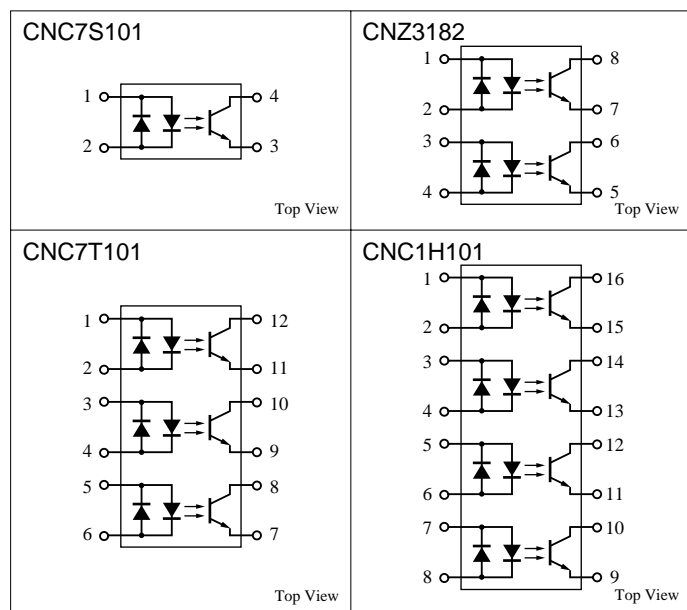 CNC7S101
1 4
2 3
Top View
CNZ3182
1 8
2 7
3 6
4 5
Top View
CNC7T101
1 12
2 11
3 10
4 9
5 8
6 7
Top View
CNC1H101
1 16
2 15
3 14
4 13
5 12
6 11
7 10
8 9
Top View